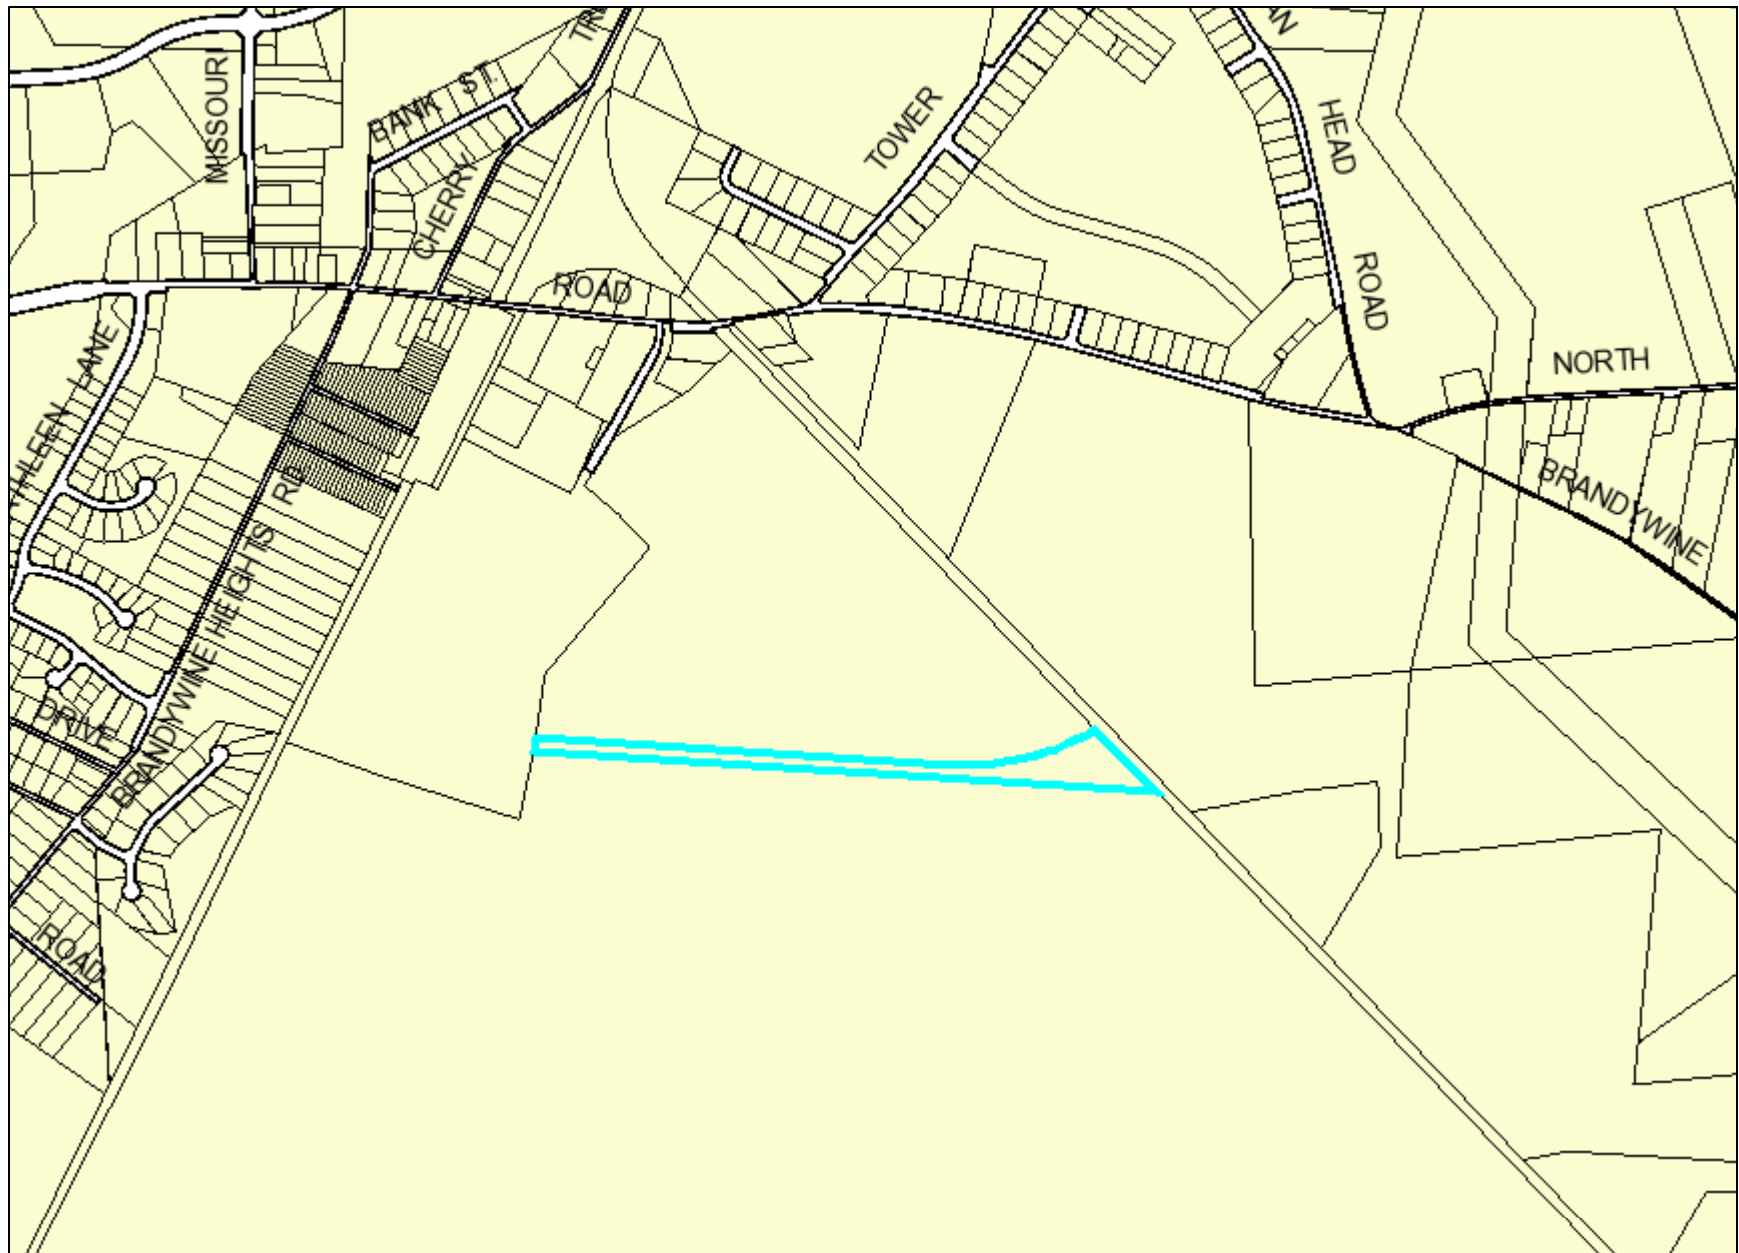 MISSOURI
BANK ST.
CHERRY
TOWER
HEAD
ROAD
ROAD
NORTH
BRANDYWINE
LANE
BRANDYWINE HEIGHTS RD
DRIVE
ROAD